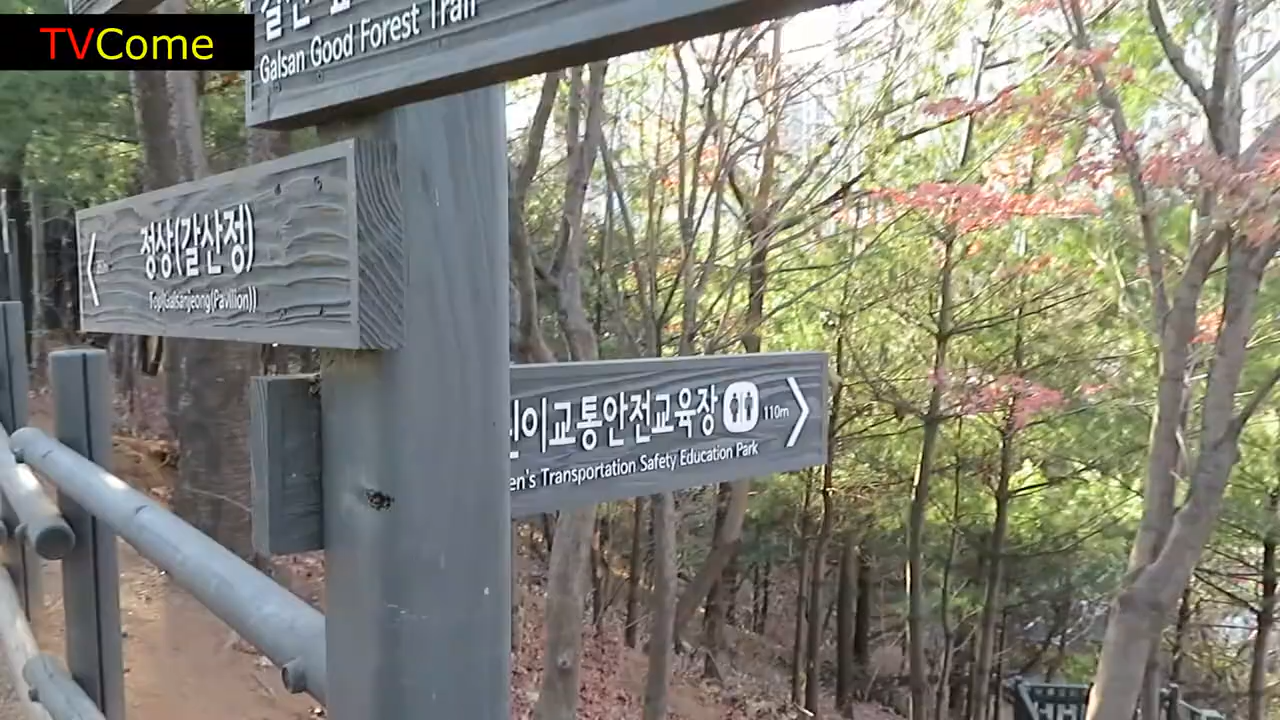 TVCome
Galsan Good Forest Trail
정상(갈산정)
Top(Galsanjeong(Pavilion))
이교통안전교육장 110m
en's Transportation Safety Education Park